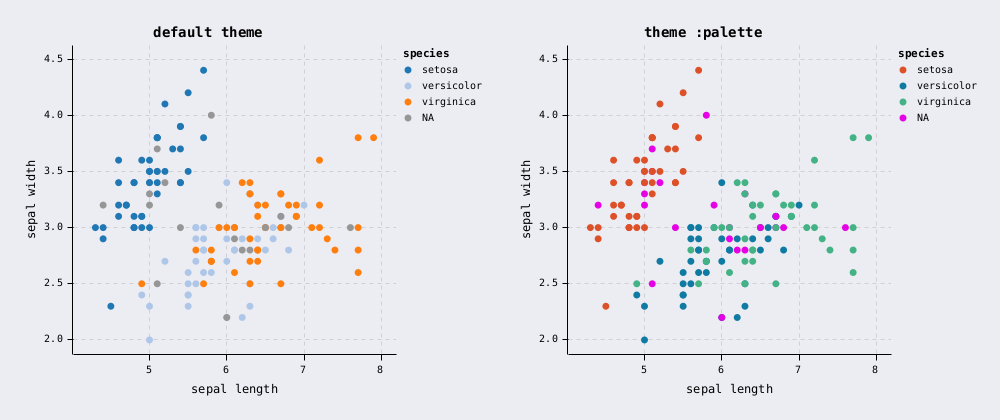 default theme
species
setosa
versicolor
virginica
NA
4.5
4.0
3.5
3.0
2.5
2.0
sepal width
5 6 7 8
sepal length
theme :palette
species
setosa
versicolor
virginica
NA
4.5
4.0
3.5
3.0
2.5
2.0
sepal width
5 6 7 8
sepal length